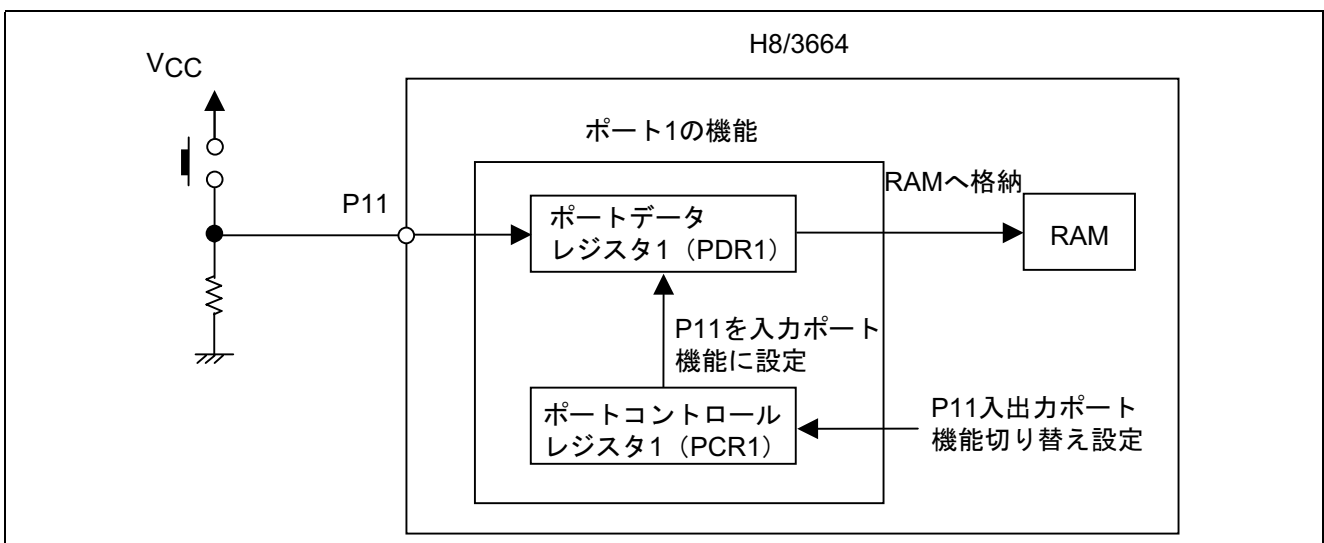 H8/3664
VCC
ポート1の機能
RAMへ格納
P11
ポートデータ
レジスタ1（PDR1）
RAM
P11を入力ポート
機能に設定
ポートコントロール
レジスタ1（PCR1）
P11入出力ポート
機能切り替え設定